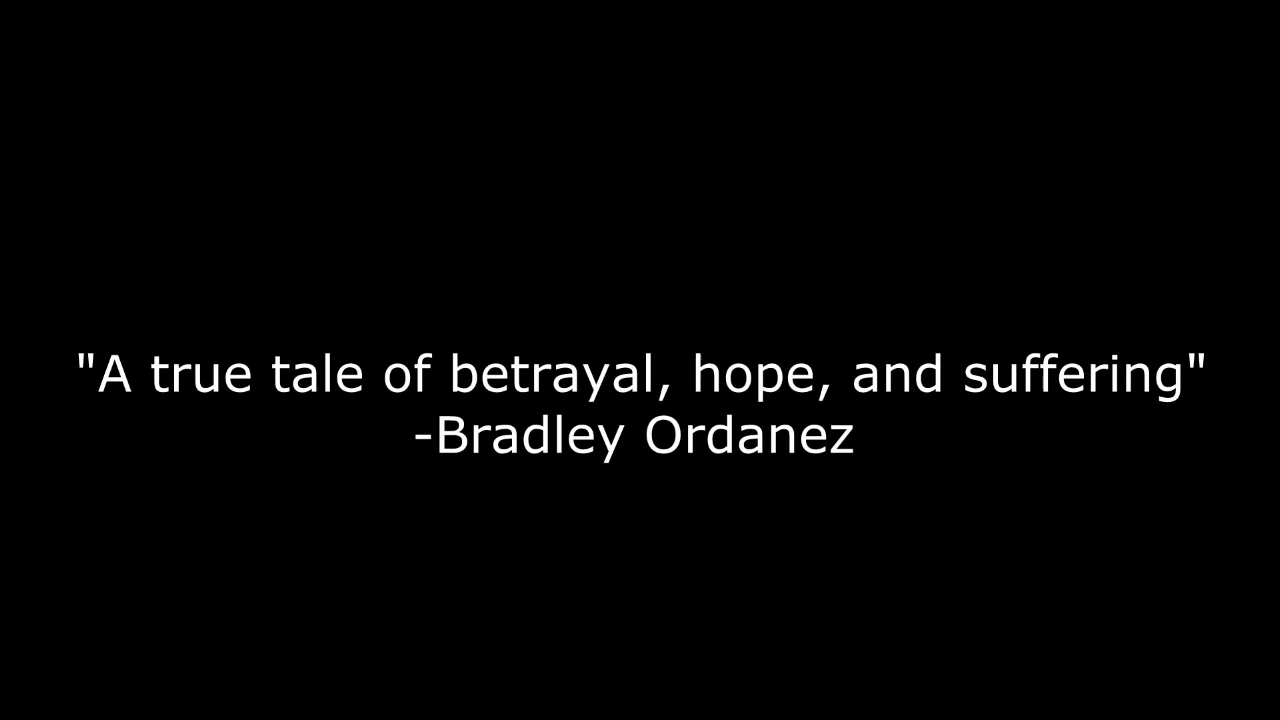 "A true tale of betrayal, hope, and suffering"
-Bradley Ordanez